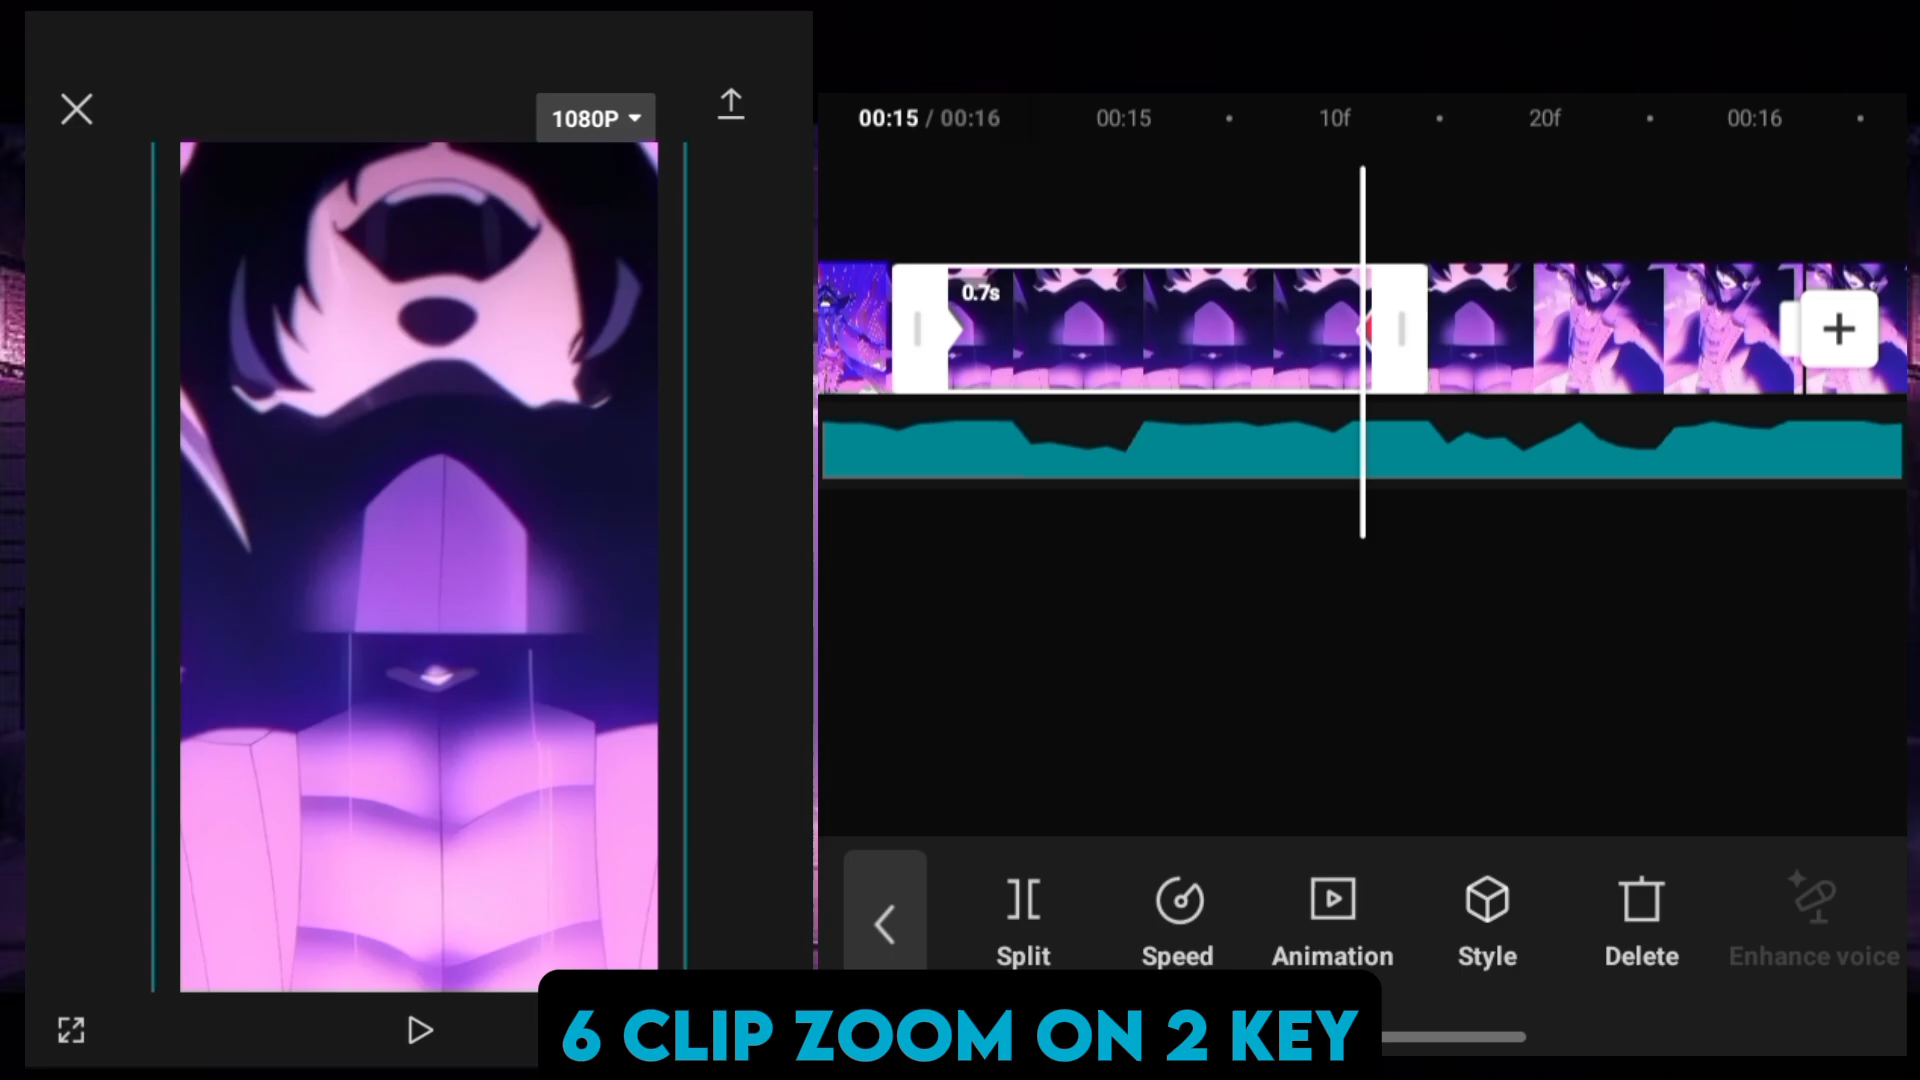 1080P
00:15 / 00:16
00:15
10f
20f
00:16
0.7s
Split
Speed
Animation
Style
Delete
Enhance voice
6 CLIP ZOOM ON 2 KEY